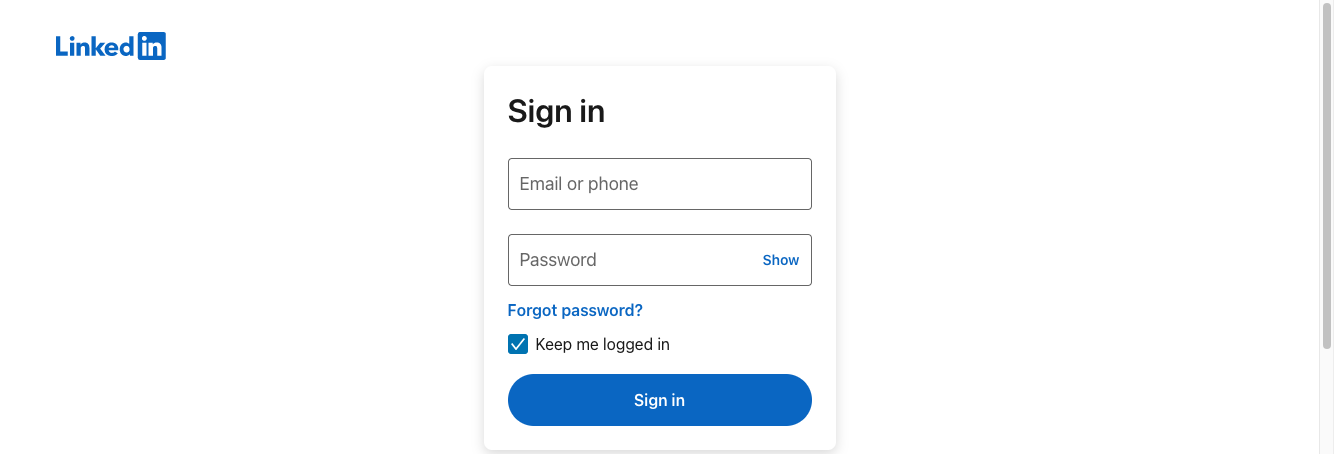 LinkedIn
Sign in
Email or phone
Password
Show
Forgot password?
Keep me logged in
Sign in